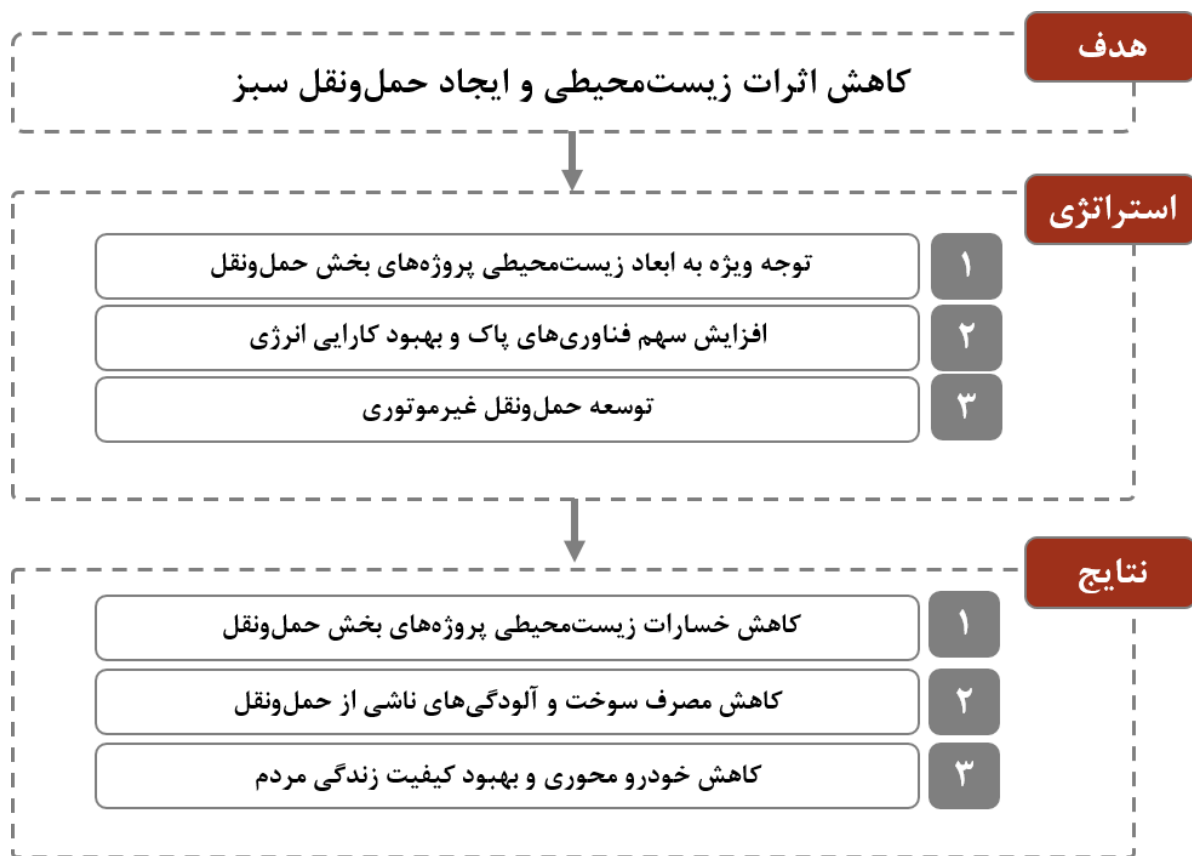 هدف
کاهش اثرات زیست‌محیطی و ایجاد حمل‌ونقل سبز
استراتژی
۱ توجه ویژه به ابعاد زیست‌محیطی پروژه‌های بخش حمل‌ونقل
۲ افزایش سهم فناوری‌های پاک و بهبود کارایی انرژی
۳ توسعه حمل‌ونقل غیرموتوری
نتایج
۱ کاهش خسارات زیست‌محیطی پروژه‌های بخش حمل‌ونقل
۲ کاهش مصرف سوخت و آلودگی‌های ناشی از حمل‌ونقل
۳ کاهش خودرو محوری و بهبود کیفیت زندگی مردم